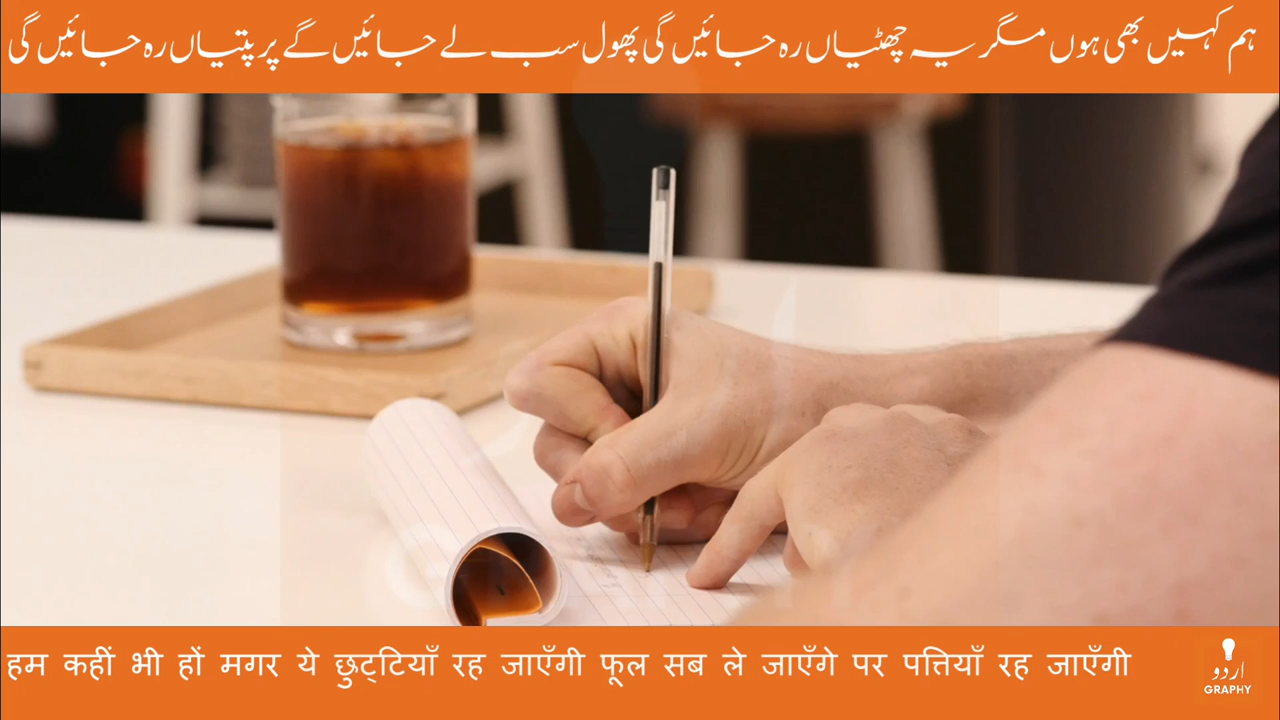 ہم کہیں بھی ہوں مگر یہ چھٹیاں رہ جائیں گی پھول سب لے جائیں گے پر پتیاں رہ جائیں گی
हम कहीं भी हों मगर ये छुट्टियाँ रह जाएँगी फूल सब ले जाएँगे पर पत्तियाँ रह जाएँगी
اردو
GRAPHY